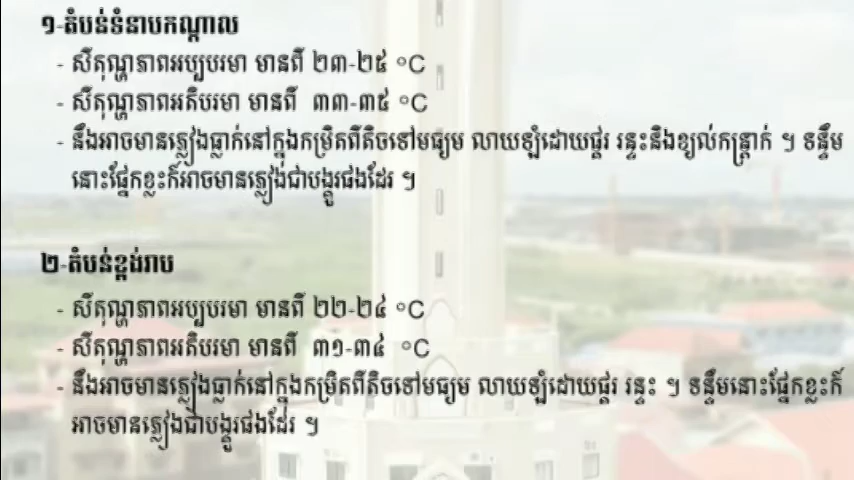 ១-តំបន់ទំនាបកណ្តាល
- សីតុណ្ហភាពអប្បបរមា មានពី ២៣-២៥ °C
- សីតុណ្ហភាពអតិបរមា មានពី ៣៣-៣៥ °C
- នឹងអាចមានភ្លៀងធ្លាក់នៅក្នុងកម្រិតពីតិចទៅមធ្យម លាយឡំដោយផ្គរ រន្ទះនិងខ្យល់កន្ត្រាក់ ។ ទន្ទឹម
នោះផ្នែកខ្លះក៏អាចមានភ្លៀងជាបង្គួរផងដែរ ។
២-តំបន់ខ្ពង់រាប
- សីតុណ្ហភាពអប្បបរមា មានពី ២២-២៤ °C
- សីតុណ្ហភាពអតិបរមា មានពី ៣១-៣៤ °C
- នឹងអាចមានភ្លៀងធ្លាក់នៅក្នុងកម្រិតពីតិចទៅមធ្យម លាយឡំដោយផ្គរ រន្ទះ ។ ទន្ទឹមនោះផ្នែកខ្លះក៏
អាចមានភ្លៀងជាបង្គួរផងដែរ ។